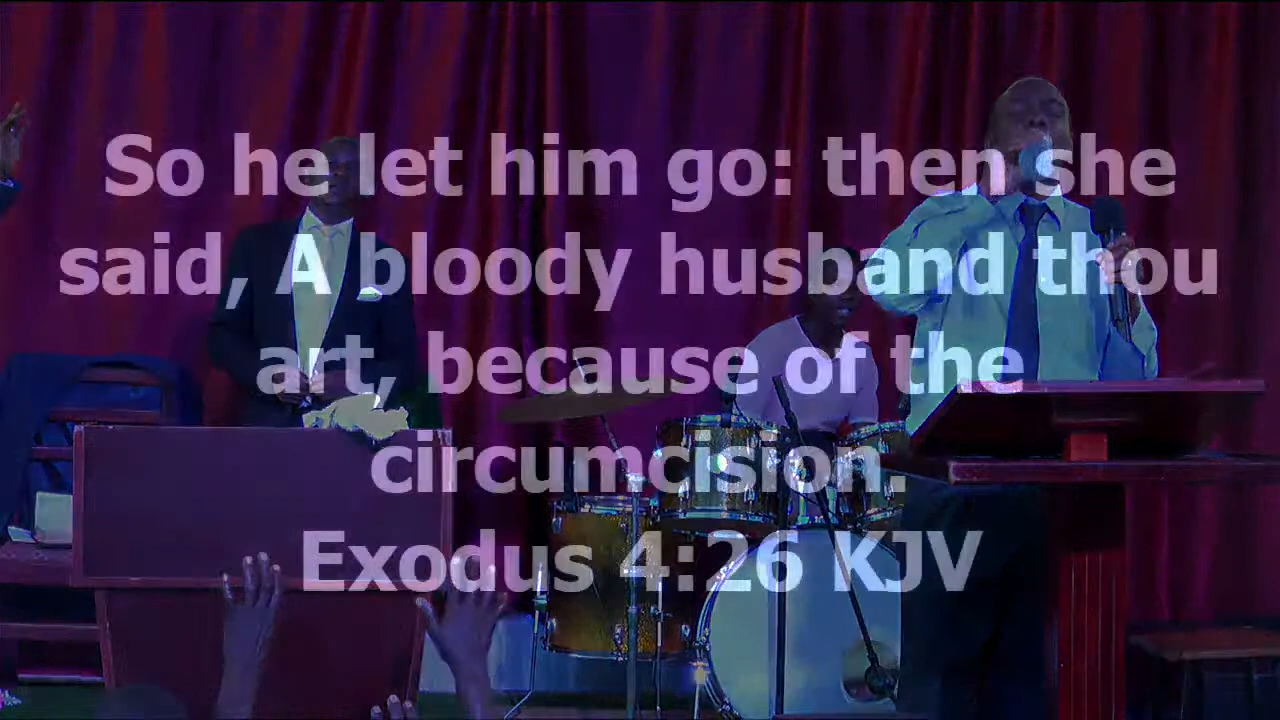 So he let him go: then she
said, A bloody husband thou
art, because of the
circumcision.
Exodus 4:26 KJV